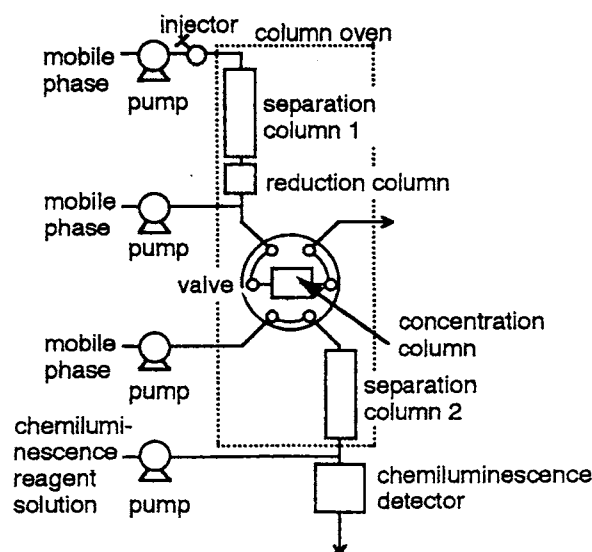 injector
column oven
mobile
phase
pump
separation
column 1
reduction column
mobile
phase
pump
valve
concentration
column
mobile
phase
pump
separation
column 2
chemilumi-
nescence
reagent
solution
pump
chemiluminescence
detector